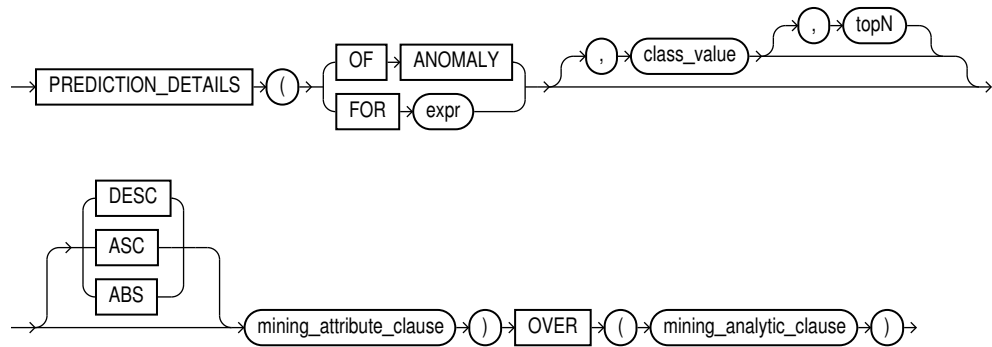 , topN
OF ANOMALY , class_value
PREDICTION_DETAILS (
FOR expr
DESC
ASC
ABS
mining_attribute_clause ) OVER ( mining_analytic_clause )